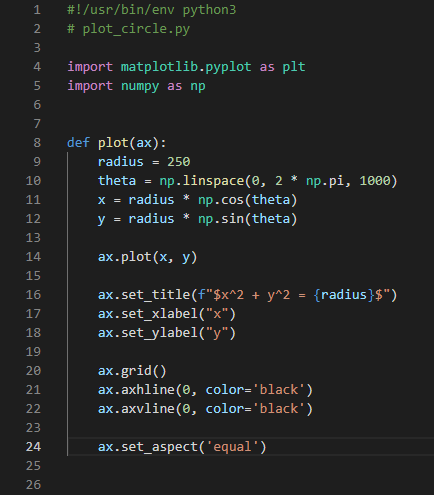 1 #!/usr/bin/env python3
2 # plot_circle.py
3
4 import matplotlib.pyplot as plt
5 import numpy as np
6
7
8 def plot(ax):
9     radius = 250
10     theta = np.linspace(0, 2 * np.pi, 1000)
11     x = radius * np.cos(theta)
12     y = radius * np.sin(theta)
13
14     ax.plot(x, y)
15
16     ax.set_title(f"$x^2 + y^2 = {radius}$")
17     ax.set_xlabel("x")
18     ax.set_ylabel("y")
19
20     ax.grid()
21     ax.axhline(0, color='black')
22     ax.axvline(0, color='black')
23
24     ax.set_aspect('equal')
25
26